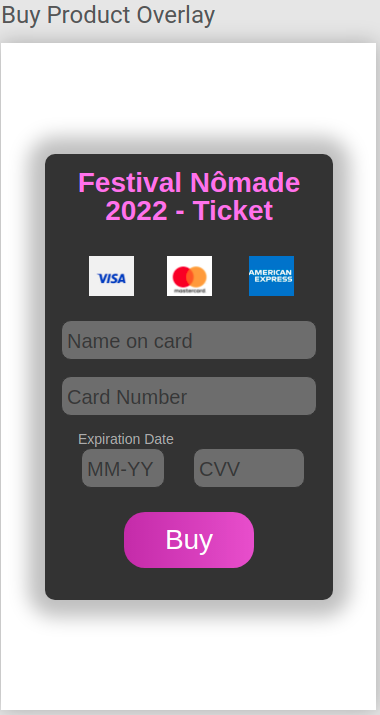 Buy Product Overlay
Festival Nômade
2022 - Ticket
VISA
mastercard
AMERICAN
EXPRESS
Name on card
Card Number
Expiration Date
MM-YY
CVV
Buy